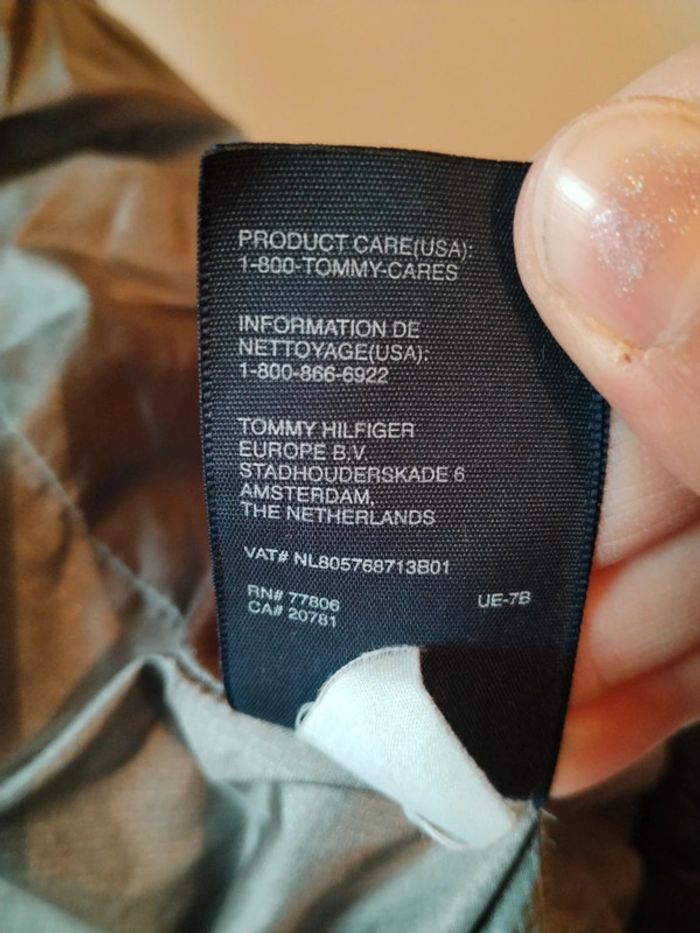 PRODUCT CARE(USA):
1-800-TOMMY-CARES
INFORMATION DE
NETTOYAGE(USA):
1-800-866-6922
TOMMY HILFIGER
EUROPE B.V.
STADHOUDERSKADE 6
AMSTERDAM,
THE NETHERLANDS
VAT# NL805768713B01
RN# 77806
CA# 20781
UE-7B